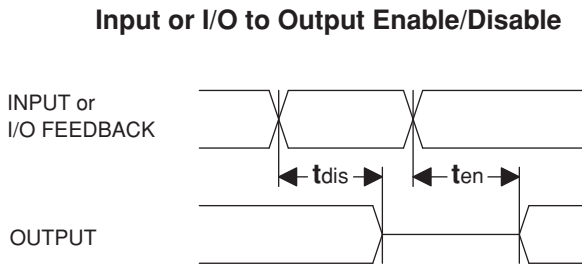 Input or I/O to Output Enable/Disable
INPUT or
I/O FEEDBACK
tdis
ten
OUTPUT